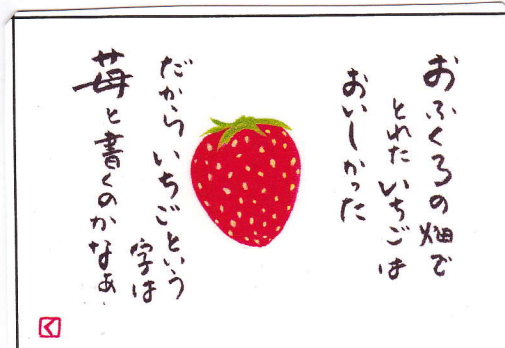 おふくろの畑で
とれたいちごは
おいしかった
だからいちごという
字は
苺と書くのかなぁ
く